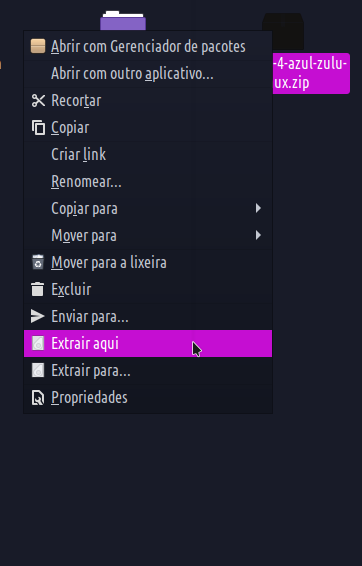 Abrir com Gerenciador de pacotes
Abrir com outro aplicativo...
-4-azul-zulu-
ux.zip
Recortar
Copiar
Criar link
Renomear...
Copiar para
Mover para
Mover para a lixeira
Excluir
Enviar para...
Extrair aqui
Extrair para...
Propriedades